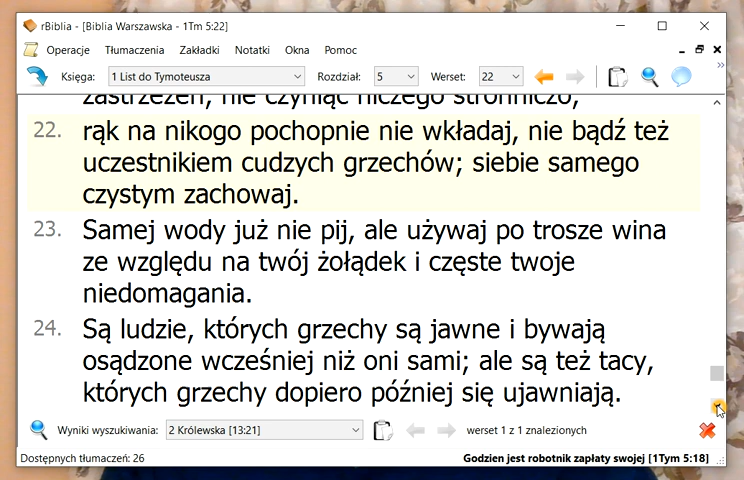 rBiblia - [Biblia Warszawska - 1Tm 5:22]
Operacje Tłumaczenia Zakładki Notatki Okna Pomoc
Księga: 1 List do Tymoteusza Rozdział: 5 Werset: 22
zastrzeżeń, nie czyniąc niczego stronniczo,
22. rąk na nikogo pochopnie nie wkładaj, nie bądź też
uczestnikiem cudzych grzechów; siebie samego
czystym zachowaj.
23. Samej wody już nie pij, ale używaj po trosze wina
ze względu na twój żołądek i częste twoje
niedomagania.
24. Są ludzie, których grzechy są jawne i bywają
osądzone wcześniej niż oni sami; ale są też tacy,
których grzechy dopiero później się ujawniają.
Wyniki wyszukiwania: 2 Królewska [13:21] werset 1 z 1 znalezionych
Dostępnych tłumaczeń: 26 Godzien jest robotnik zapłaty swojej [1Tym 5:18]